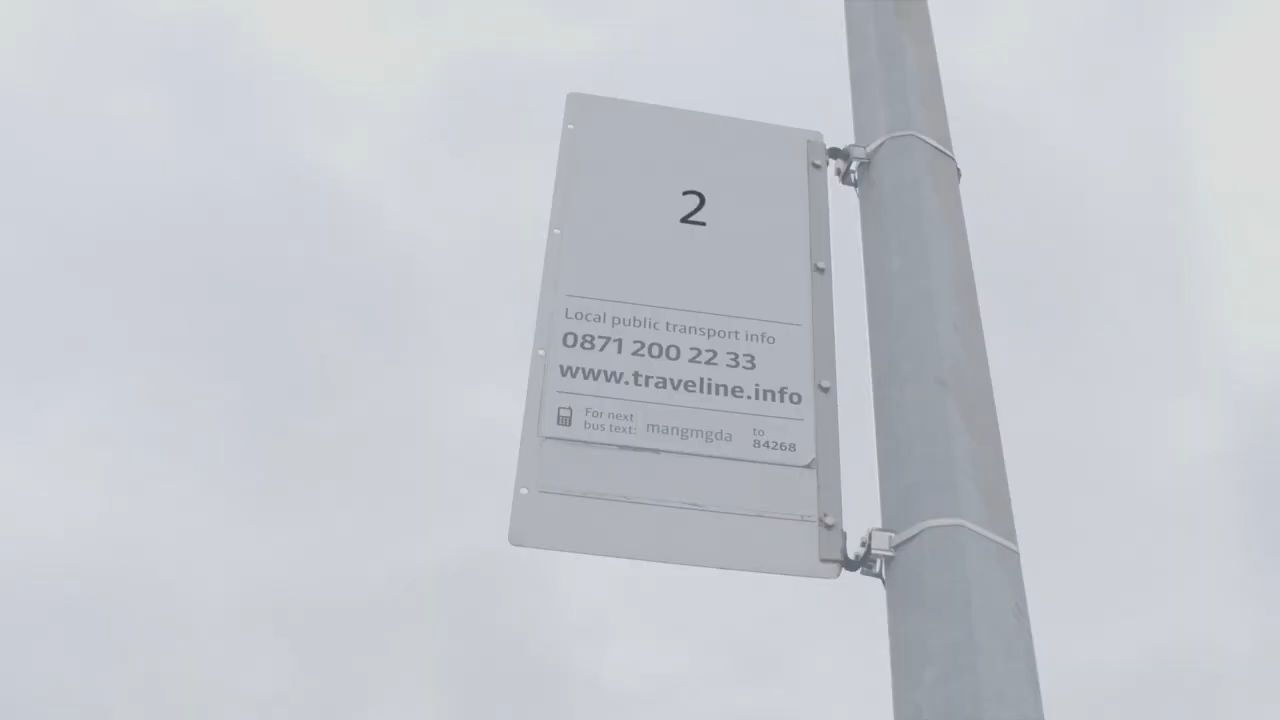 2
Local public transport info
0871 200 22 33
www.traveline.info
For next
bus text: mangmgda to
84268